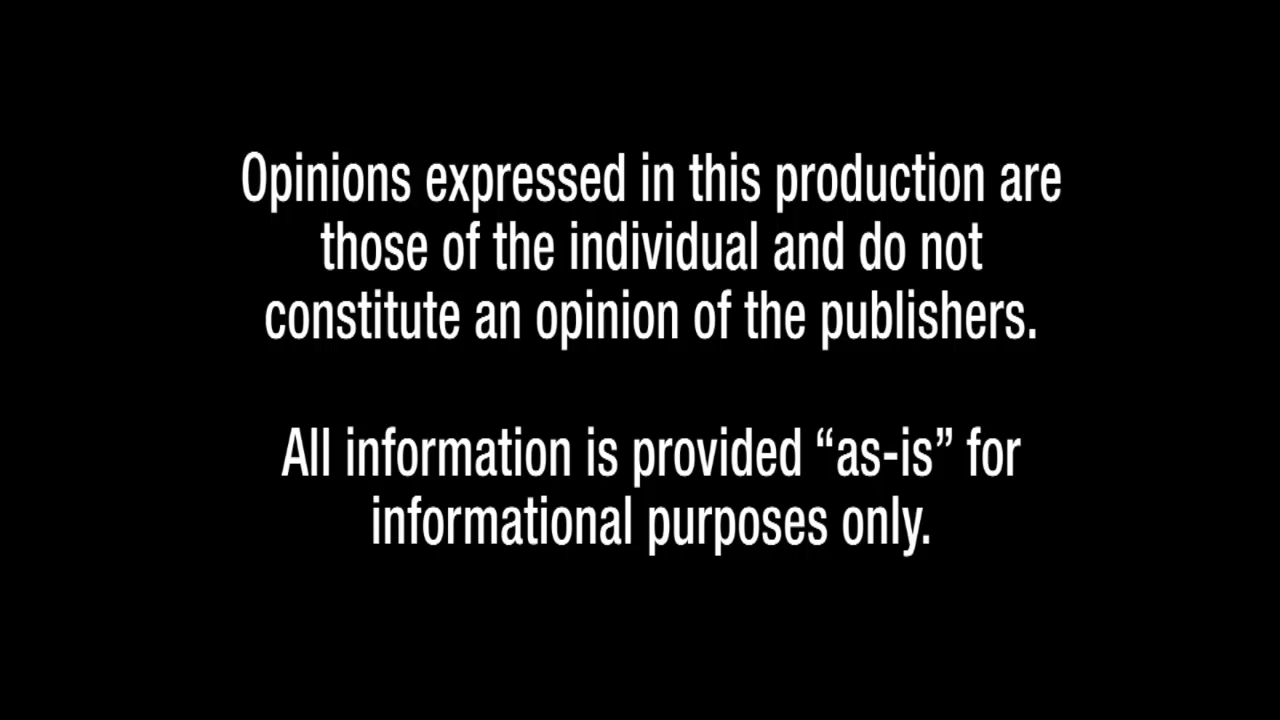 Opinions expressed in this production are
those of the individual and do not
constitute an opinion of the publishers.
All information is provided “as-is” for
informational purposes only.